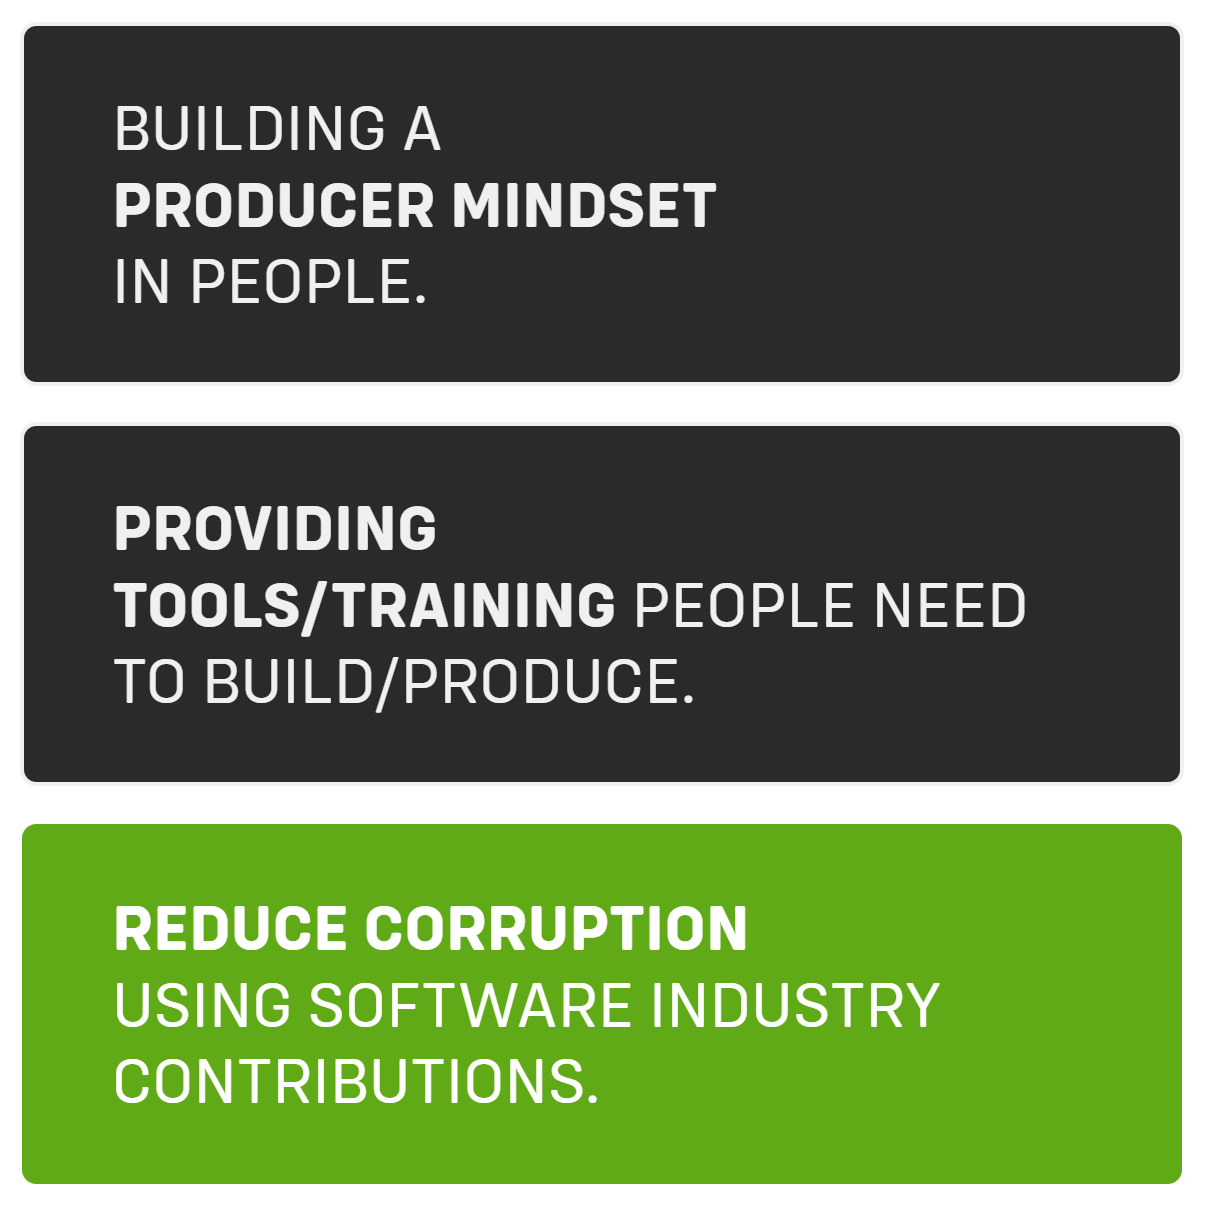 BUILDING A
PRODUCER MINDSET
IN PEOPLE.
PROVIDING
TOOLS/TRAINING PEOPLE NEED
TO BUILD/PRODUCE.
REDUCE CORRUPTION
USING SOFTWARE INDUSTRY
CONTRIBUTIONS.